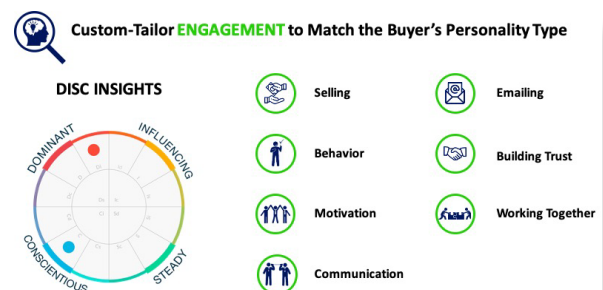 Custom-Tailor ENGAGEMENT to Match the Buyer's Personality Type
DISC INSIGHTS
DOMINANT
INFLUENCING
CONSCIENTIOUS
STEADY
Selling
Emailing
Behavior
Building Trust
Motivation
Working Together
Communication